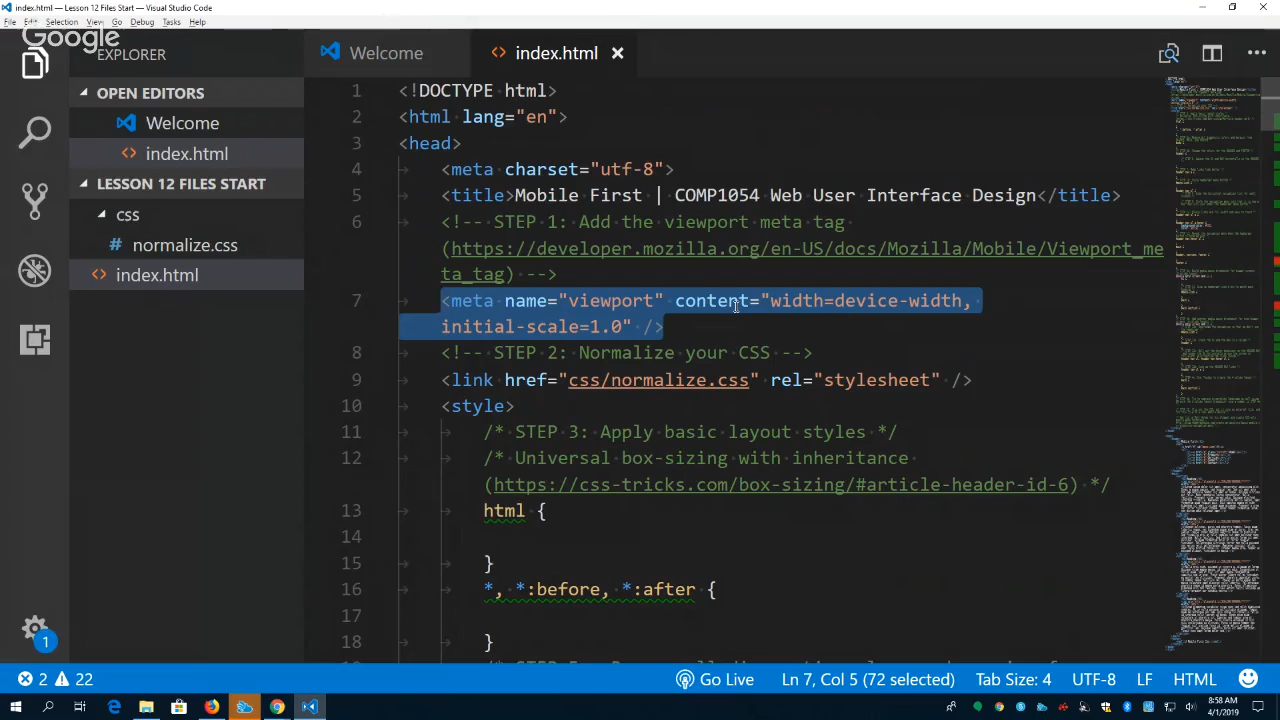 index.html — Lesson 12 Files Start — Visual Studio Code
File Edit Selection View Go Debug Tasks Help
Google
EXPLORER
OPEN EDITORS
Welcome
index.html
LESSON 12 FILES START
css
normalize.css
index.html
1
Welcome
index.html
1 <!DOCTYPE html>
2 <html lang="en">
3 <head>
4 <meta charset="utf-8">
5 <title>Mobile First | COMP1054 Web User Interface Design</title>
6 <!-- STEP 1: Add the viewport meta tag
(http://developer.mozilla.org/en-US/docs/Mozilla/Mobile/Viewport_me
ta_tag) -->
7 <meta name="viewport" content="width=device-width,
initial-scale=1.0" />
8 <!-- STEP 2: Normalize your CSS -->
9 <link href="css/normalize.css" rel="stylesheet" />
10 <style>
11 /* STEP 3: Apply basic layout styles */
12 /* Universal box-sizing with inheritance
(https://css-tricks.com/box-sizing/#article-header-id-6) */
13 html {
14
15 }
16 *, *:before, *:after {
17
18 }
2 22
Go Live
Ln 7, Col 5 (72 selected)
Tab Size: 4
UTF-8
LF
HTML
8:58 AM
4/1/2019